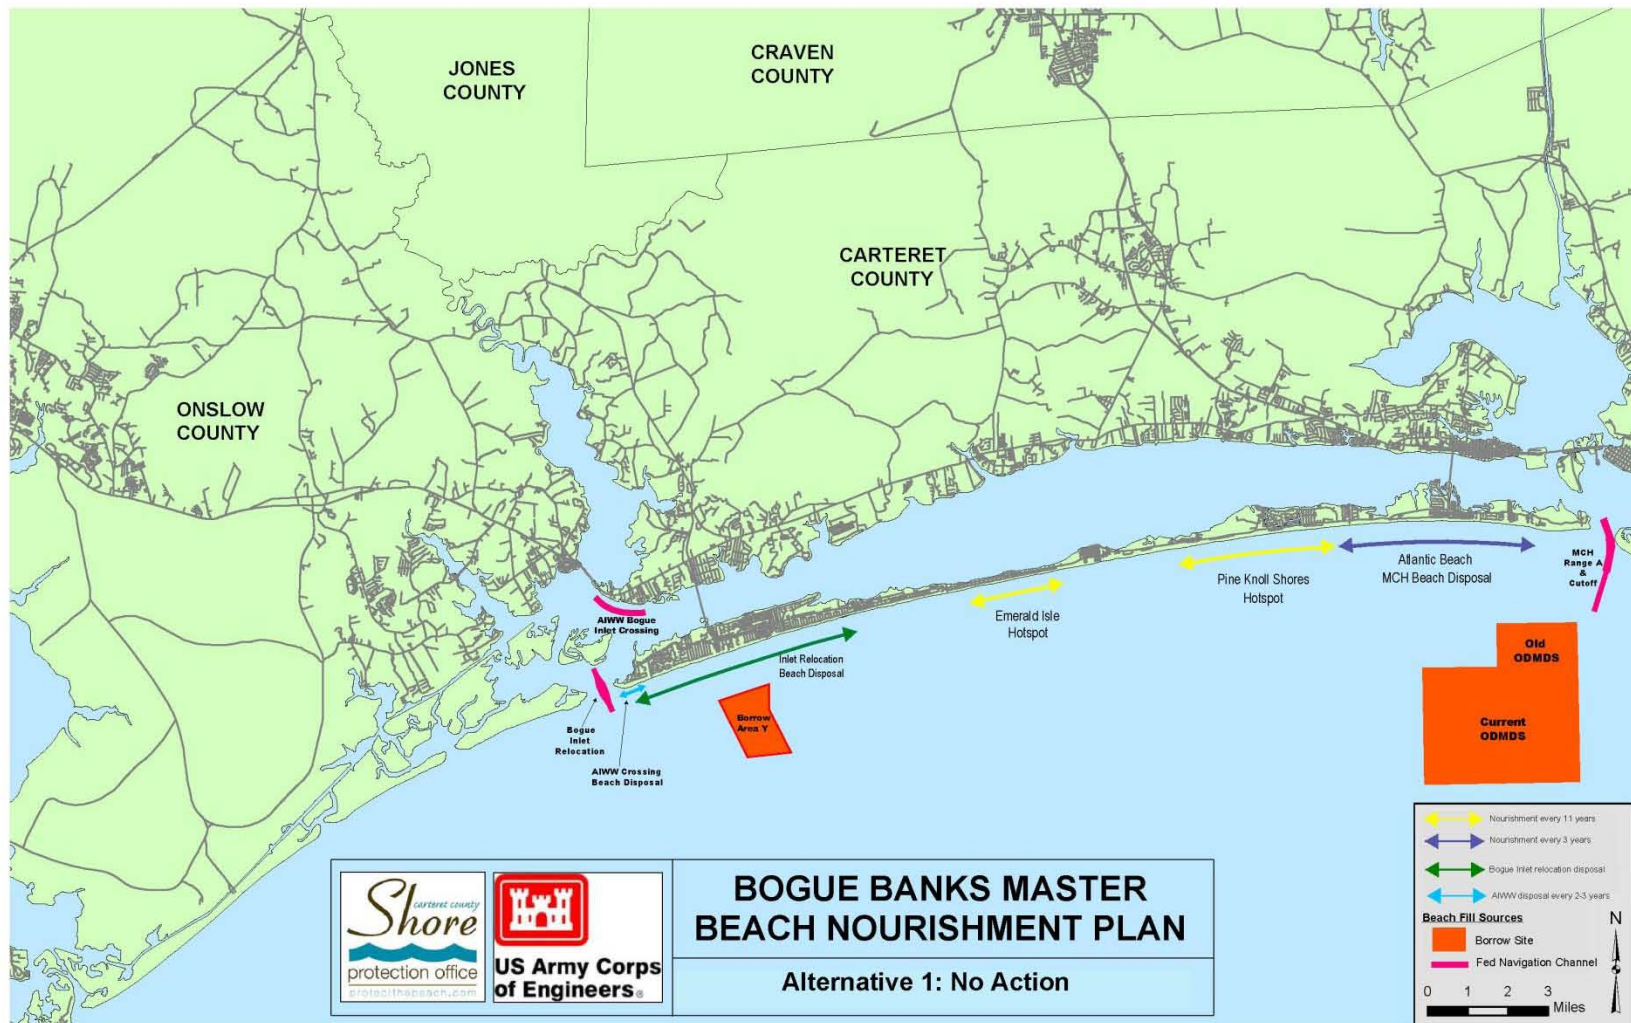 JONES
COUNTY
CRAVEN
COUNTY
CARTERET
COUNTY
ONSLOW
COUNTY
AIWW Bogue
Inlet Crossing
Inlet Relocation
Beach Disposal
Emerald Isle
Hotspot
Pine Knoll Shores
Hotspot
Atlantic Beach
MCH Beach Disposal
MCH
Range A
&
Cutoff
Bogue
Inlet
Relocation
AIWW Crossing
Beach Disposal
Borrow
Area Y
Old
ODMDS
Current
ODMDS
Nourishment every 11 years
Nourishment every 3 years
Bogue Inlet relocation disposal
AIWW disposal every 2-3 years
Beach Fill Sources
Borrow Site
Fed Navigation Channel
N
0 1 2 3
Miles
carteret county
Shore
protection office
protectthebeach.com
US Army Corps
of Engineers®
BOGUE BANKS MASTER
BEACH NOURISHMENT PLAN
Alternative 1: No Action